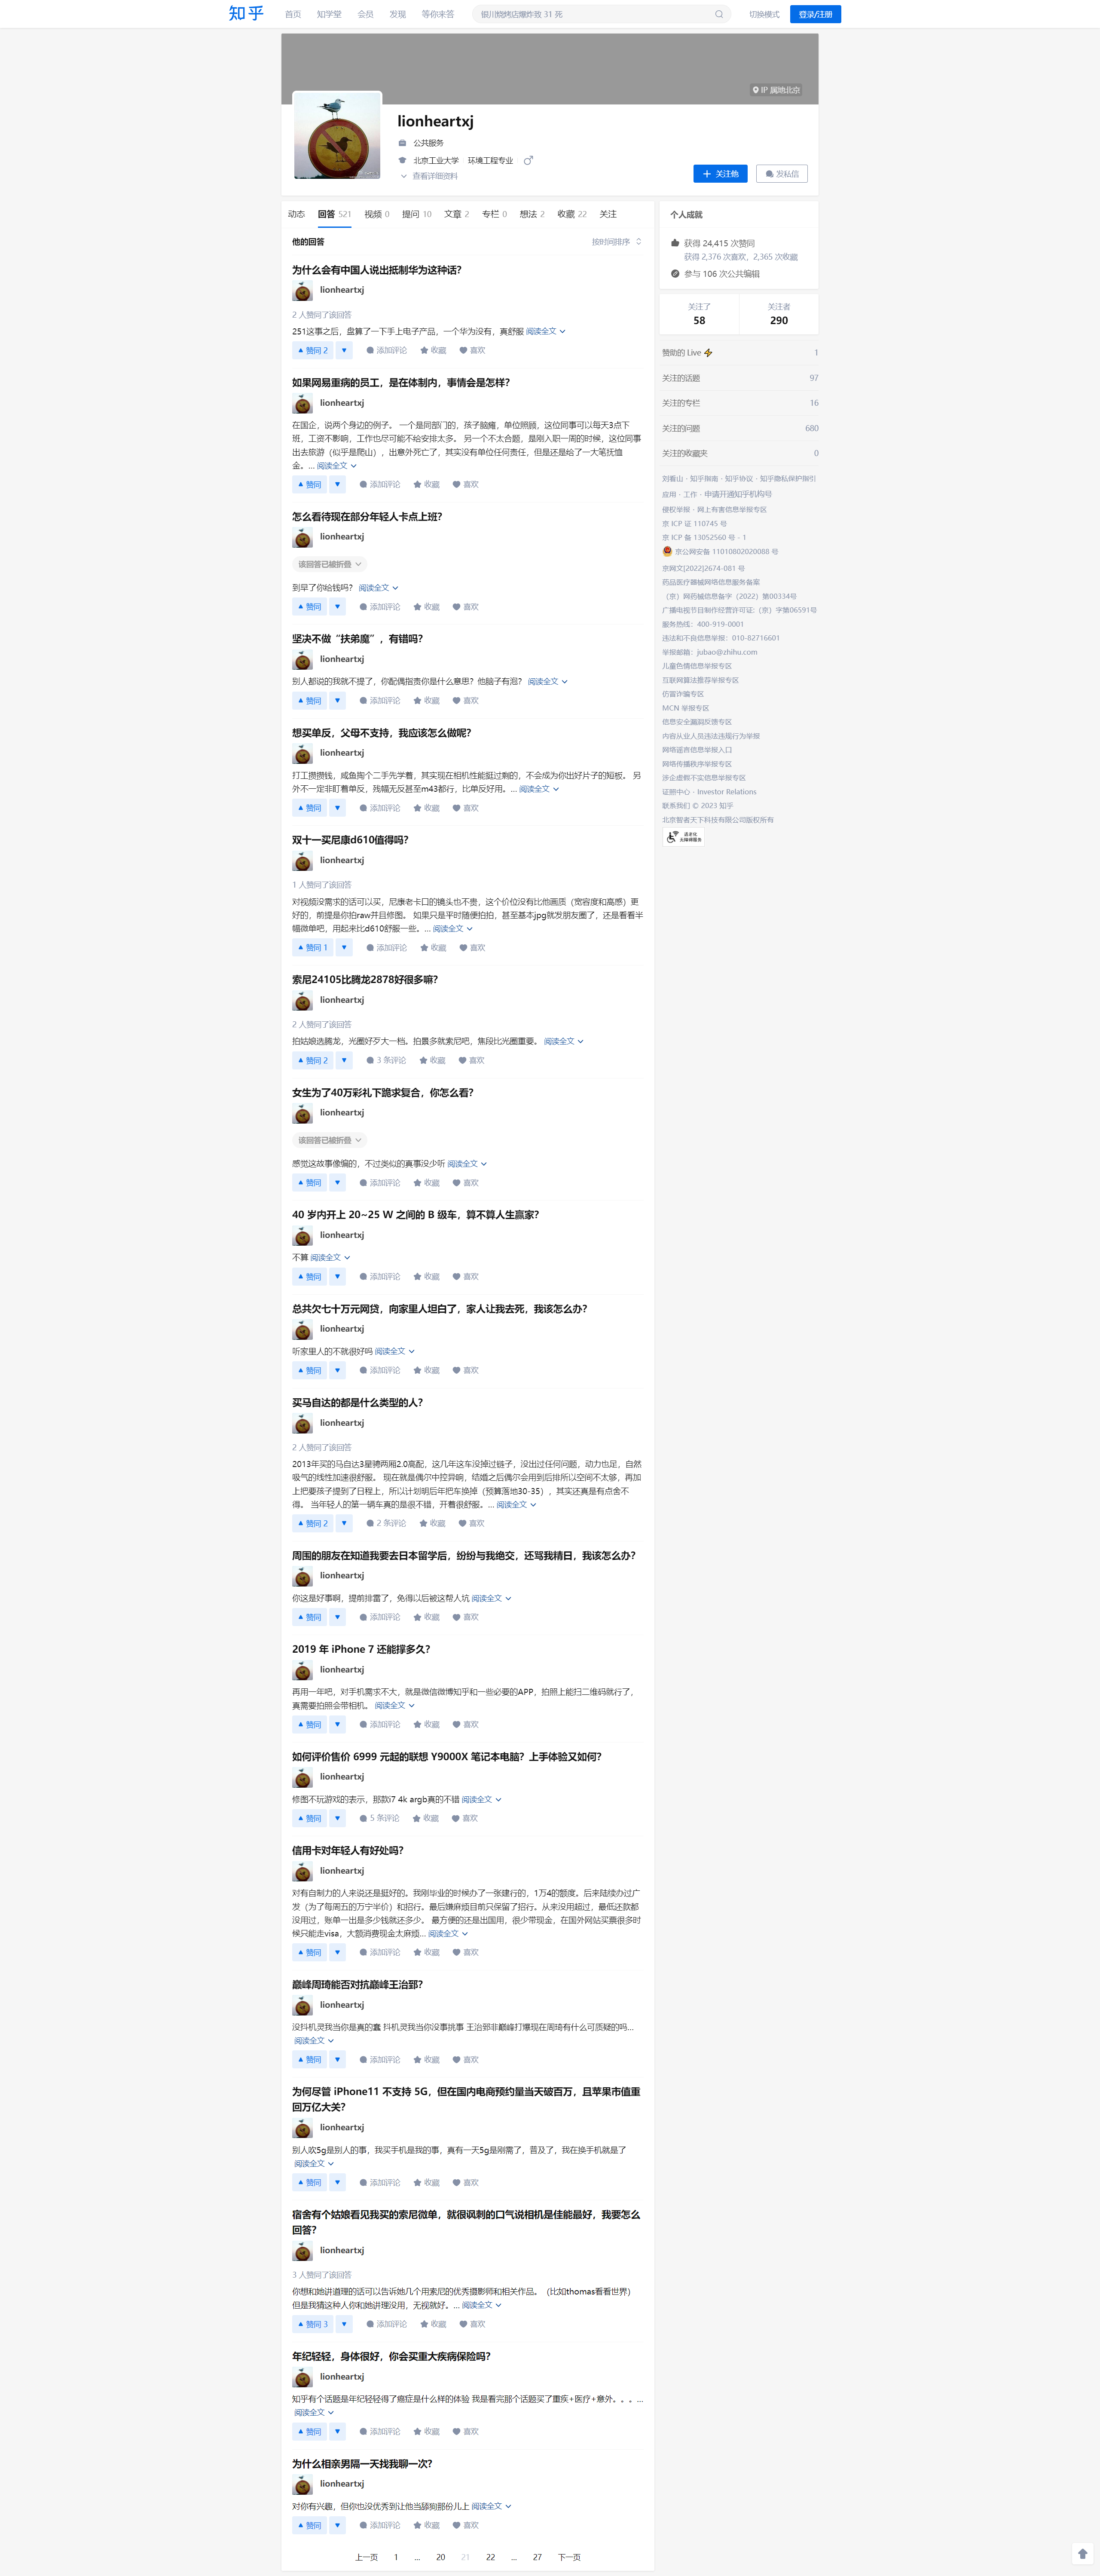 知乎 首页 知学堂 会员 发现 等你来答 银川烧烤店爆炸致 31 死 切换模式 登录/注册
IP 属地北京
lionheartxj
公共服务
北京工业大学 环境工程专业
查看详细资料
关注他 发私信
动态 回答 521 视频 0 提问 10 文章 2 专栏 0 想法 2 收藏 22 关注
他的回答 按时间排序
为什么会有中国人说出抵制华为这种话？
lionheartxj
2 人赞同了该回答
251这事之后，盘算了一下手上电子产品，一个华为没有，真舒服 阅读全文
赞同 2 添加评论 收藏 喜欢
如果网易重病的员工，是在体制内，事情会是怎样？
lionheartxj
在国企，说两个身边的例子。 一个是同部门的，孩子脑瘫，单位照顾，这位同事可以每天3点下
班，工资不影响，工作也尽可能不给安排太多。 另一个不太合题，是刚入职一周的时候，这位同事
出去旅游（似乎是爬山），出意外死亡了，其实没有单位任何责任，但是还是给了一大笔抚恤
金。... 阅读全文
赞同 添加评论 收藏 喜欢
怎么看待现在部分年轻人卡点上班？
lionheartxj
该回答已被折叠
到早了你给钱吗？ 阅读全文
赞同 添加评论 收藏 喜欢
坚决不做“扶弟魔”，有错吗？
lionheartxj
别人都说的我就不提了，你配偶指责你是什么意思？他脑子有泡？ 阅读全文
赞同 添加评论 收藏 喜欢
想买单反，父母不支持，我应该怎么做呢？
lionheartxj
打工攒攒钱，咸鱼掏个二手先学着，其实现在相机性能挺过剩的，不会成为你出好片子的短板。 另
外不一定非盯着单反，残幅无反甚至m43都行，比单反好用。... 阅读全文
赞同 添加评论 收藏 喜欢
双十一买尼康d610值得吗？
lionheartxj
1 人赞同了该回答
对视频没需求的话可以买，尼康老卡口的镜头也不贵，这个价位没有比他画质（宽容度和高感）更
好的，前提是你拍raw并且修图。 如果只是平时随便拍拍，甚至基本jpg就发朋友圈了，还是看看半
幅微单吧，用起来比d610舒服一些。... 阅读全文
赞同 1 添加评论 收藏 喜欢
索尼24105比腾龙2878好很多嘛？
lionheartxj
2 人赞同了该回答
拍姑娘选腾龙，光圈好歹大一档。拍景多就索尼吧，焦段比光圈重要。 阅读全文
赞同 2 3 条评论 收藏 喜欢
女生为了40万彩礼下跪求复合，你怎么看？
lionheartxj
该回答已被折叠
感觉这故事像编的，不过类似的真事没少听 阅读全文
赞同 添加评论 收藏 喜欢
40 岁内开上 20~25 W 之间的 B 级车，算不算人生赢家？
lionheartxj
不算 阅读全文
赞同 添加评论 收藏 喜欢
总共欠七十万元网贷，向家里人坦白了，家人让我去死，我该怎么办？
lionheartxj
听家里人的不就很好吗 阅读全文
赞同 添加评论 收藏 喜欢
买马自达的都是什么类型的人？
lionheartxj
2 人赞同了该回答
2013年买的马自达3星骋两厢2.0高配，这几年这车没掉过链子，没出过任何问题，动力也足，自然
吸气的线性加速很舒服。 现在就是偶尔中控异响，结婚之后偶尔会用到后排所以空间不太够，再加
上把要孩子提到了日程上，所以计划明后年把车换掉（预算落地30-35），其实还真是有点舍不
得。 当年轻人的第一辆车真的是很不错，开着很舒服。... 阅读全文
赞同 2 2 条评论 收藏 喜欢
周围的朋友在知道我要去日本留学后，纷纷与我绝交，还骂我精日，我该怎么办？
lionheartxj
你这是好事啊，提前排雷了，免得以后被这帮人坑 阅读全文
赞同 添加评论 收藏 喜欢
2019 年 iPhone 7 还能撑多久？
lionheartxj
再用一年吧，对手机需求不大，就是微信微博知乎和一些必要的APP，拍照上能扫二维码就行了，
真需要拍照会带相机。 阅读全文
赞同 添加评论 收藏 喜欢
如何评价售价 6999 元起的联想 Y9000X 笔记本电脑？上手体验又如何？
lionheartxj
修图不玩游戏的表示，那款i7 4k argb真的不错 阅读全文
赞同 5 条评论 收藏 喜欢
信用卡对年轻人有好处吗？
lionheartxj
对有自制力的人来说还是挺好的。我刚毕业的时候办了一张建行的，1万4的额度。后来陆续办过广
发（为了每周五的万宁半价）和招行。最后嫌麻烦目前只保留了招行。从来没用超过，最低还款都
没用过，账单一出是多少钱就还多少。 最方便的还是出国用，很少带现金，在国外网站买票很多时
候只能走visa，大额消费现金太麻烦... 阅读全文
赞同 添加评论 收藏 喜欢
巅峰周琦能否对抗巅峰王治郅？
lionheartxj
没抖机灵我当你是真的蠢 抖机灵我当你没事挑事 王治郅非巅峰打爆现在周琦有什么可质疑的吗...
阅读全文
赞同 添加评论 收藏 喜欢
为何尽管 iPhone11 不支持 5G，但在国内电商预约量当天破百万，且苹果市值重
回万亿大关？
lionheartxj
别人吹5g是别人的事，我买手机是我的事，真有一天5g是刚需了，普及了，我在换手机就是了
阅读全文
赞同 添加评论 收藏 喜欢
宿舍有个姑娘看见我买的索尼微单，就很讽刺的口气说相机是佳能最好，我要怎么
回答？
lionheartxj
3 人赞同了该回答
你想和她讲道理的话可以告诉她几个用索尼的优秀摄影师和相关作品。（比如thomas看看世界）
但是我猜这种人你和她讲理没用，无视就好。... 阅读全文
赞同 3 添加评论 收藏 喜欢
年纪轻轻，身体很好，你会买重大疾病保险吗？
lionheartxj
知乎有个话题是年纪轻轻得了癌症是什么样的体验 我是看完那个话题买了重疾+医疗+意外。。。...
阅读全文
赞同 添加评论 收藏 喜欢
为什么相亲男隔一天找我聊一次？
lionheartxj
对你有兴趣，但你也没优秀到让他当舔狗那份儿上 阅读全文
赞同 添加评论 收藏 喜欢
上一页 1 ... 20 21 22 ... 27 下一页
个人成就
获得 24,415 次赞同
获得 2,376 次喜欢，2,365 次收藏
参与 106 次公共编辑
关注了 关注者
58 290
赞助的 Live 1
关注的话题 97
关注的专栏 16
关注的问题 680
关注的收藏夹 0
刘看山 · 知乎指南 · 知乎协议 · 知乎隐私保护指引
应用 · 工作 · 申请开通知乎机构号
侵权举报 · 网上有害信息举报专区
京 ICP 证 110745 号
京 ICP 备 13052560 号 - 1
京公网安备 11010802020088 号
京网文[2022]2674-081 号
药品医疗器械网络信息服务备案
（京）网药械信息备字（2022）第00334号
广播电视节目制作经营许可证:（京）字第06591号
服务热线：400-919-0001
违法和不良信息举报：010-82716601
举报邮箱：jubao@zhihu.com
儿童色情信息举报专区
互联网算法推荐举报专区
仿冒诈骗专区
MCN 举报专区
信息安全漏洞反馈专区
内容从业人员违法违规行为举报
网络谣言信息举报入口
网络传播秩序举报专区
涉企虚假不实信息举报专区
证照中心 · Investor Relations
联系我们 © 2023 知乎
北京智者天下科技有限公司版权所有
适老化
无障碍服务